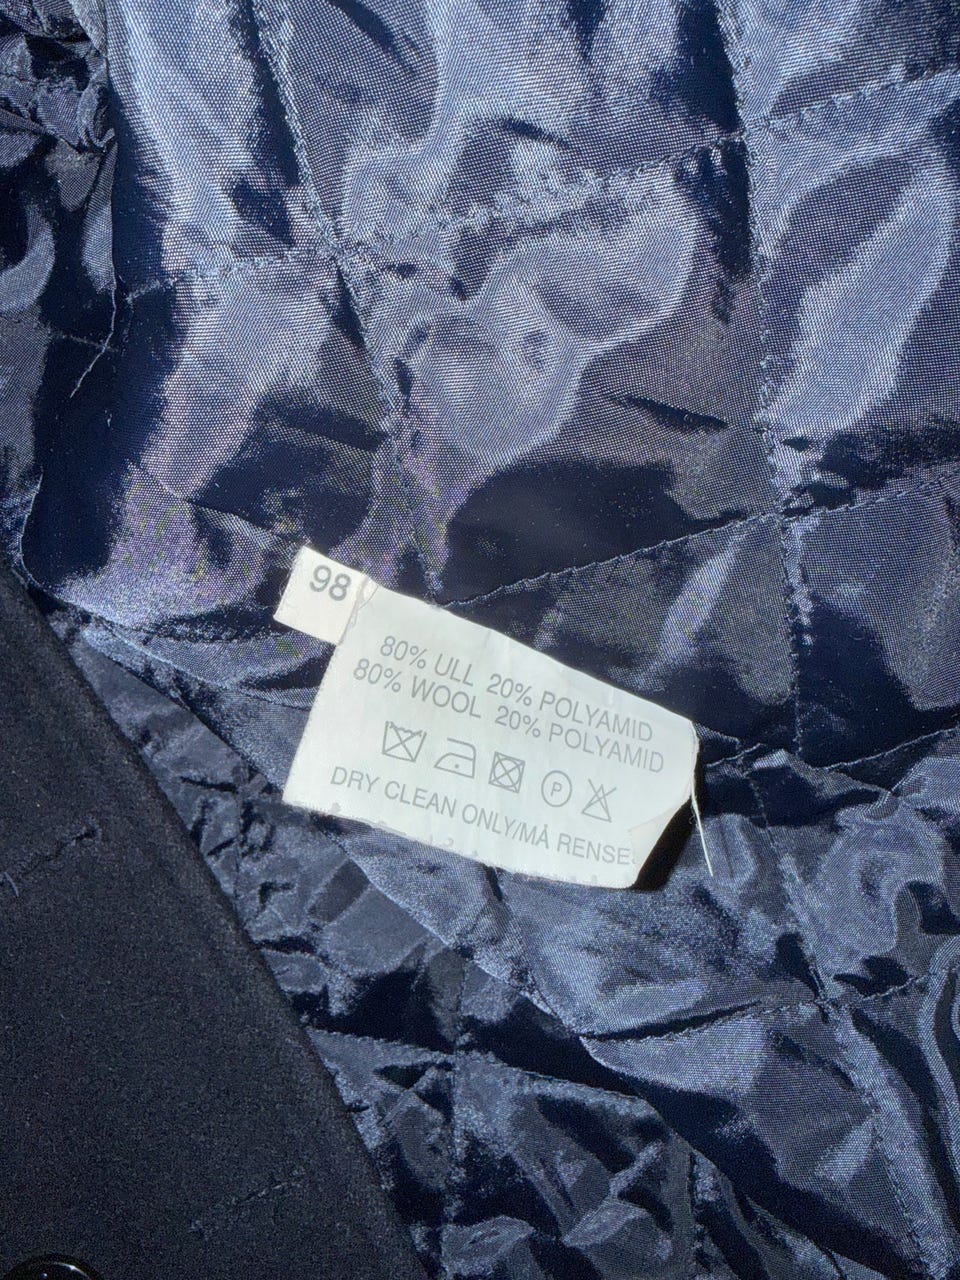 98
80% ULL 20% POLYAMID
80% WOOL 20% POLYAMID
P
DRY CLEAN ONLY/MÅ RENSES